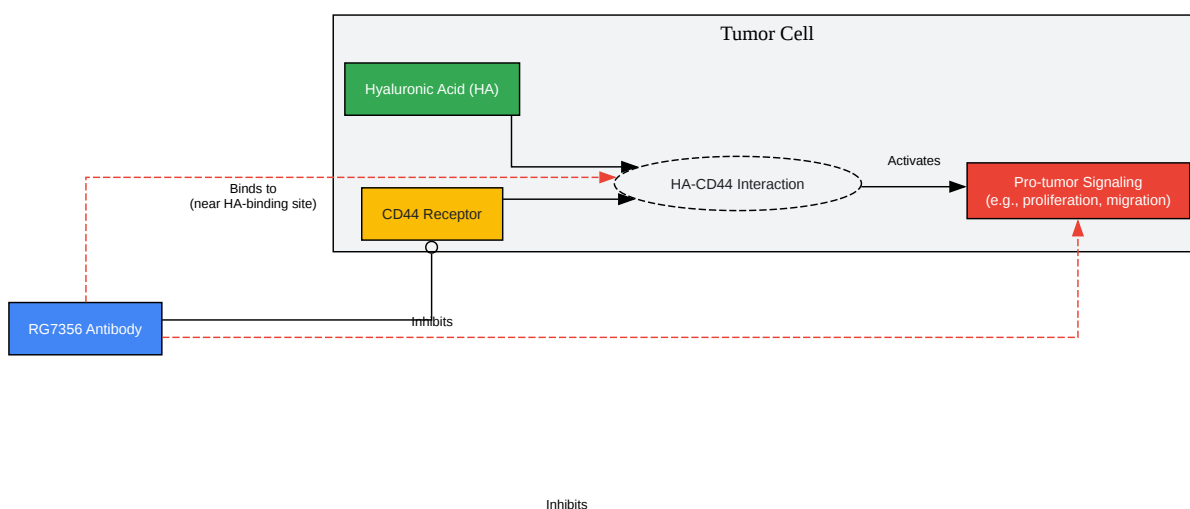 Tumor Cell
Hyaluronic Acid (HA)
Activates
HA-CD44 Interaction
Pro-tumor Signaling
(e.g., proliferation, migration)
Binds to
(near HA-binding site)
CD44 Receptor
Inhibits
RG7356 Antibody
Inhibits